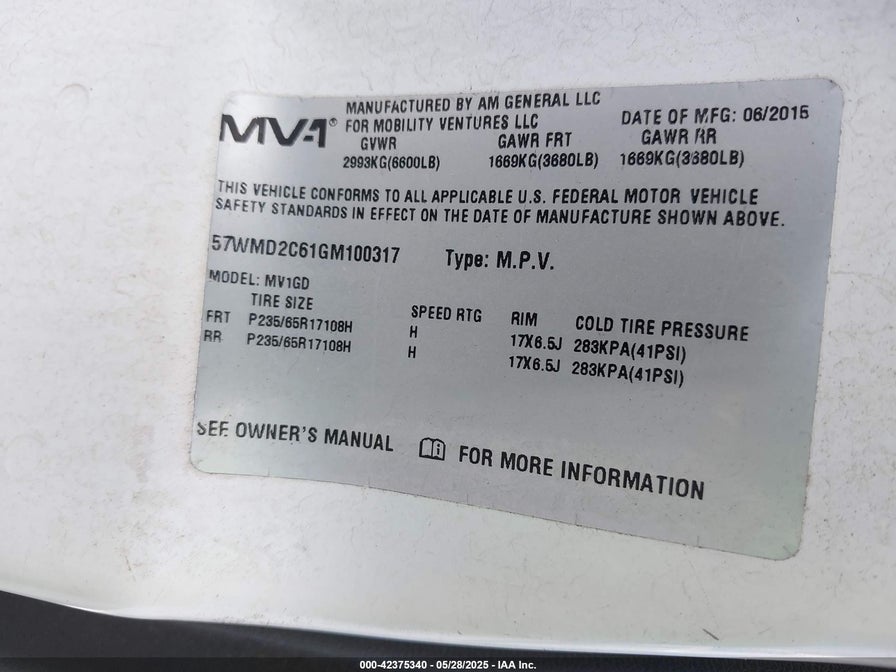 MV-1®
MANUFACTURED BY AM GENERAL LLC
FOR MOBILITY VENTURES LLC
DATE OF MFG: 06/2015
GVWR GAWR FRT GAWR RR
2993KG(6600LB) 1669KG(3680LB) 1669KG(3680LB)
THIS VEHICLE CONFORMS TO ALL APPLICABLE U.S. FEDERAL MOTOR VEHICLE
SAFETY STANDARDS IN EFFECT ON THE DATE OF MANUFACTURE SHOWN ABOVE.
57WMD2C61GM100317 Type: M.P.V.
MODEL: MV1GD
TIRE SIZE SPEED RTG RIM COLD TIRE PRESSURE
FRT P235/65R17108H H 17X6.5J 283KPA(41PSI)
RR P235/65R17108H H 17X6.5J 283KPA(41PSI)
SEE OWNER'S MANUAL FOR MORE INFORMATION
000-42375340 - 05/28/2025 - IAA Inc.